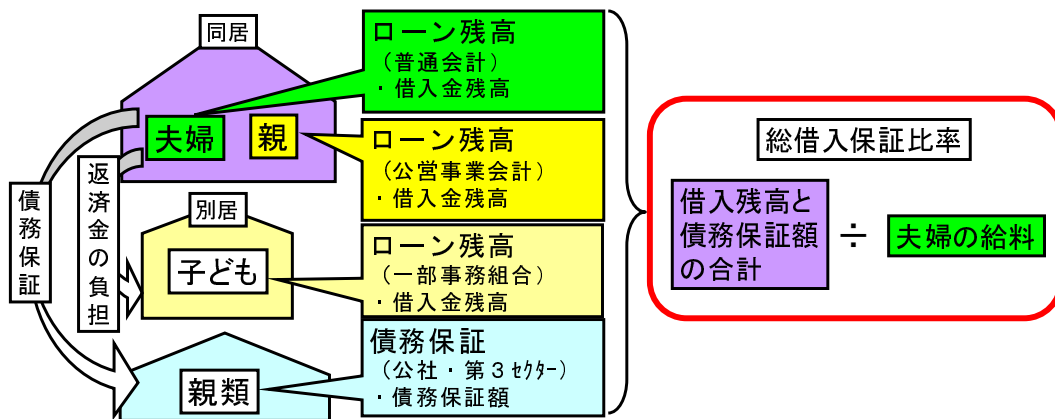 同居
夫婦
親
債務保証
返済金の負担
別居
子ども
親類
ローン残高
（普通会計）
・借入金残高
ローン残高
（公営事業会計）
・借入金残高
ローン残高
（一部事務組合）
・借入金残高
債務保証
（公社・第３ｾｸﾀｰ）
・債務保証額
総借入保証比率
借入残高と
債務保証額
の合計
÷
夫婦の給料